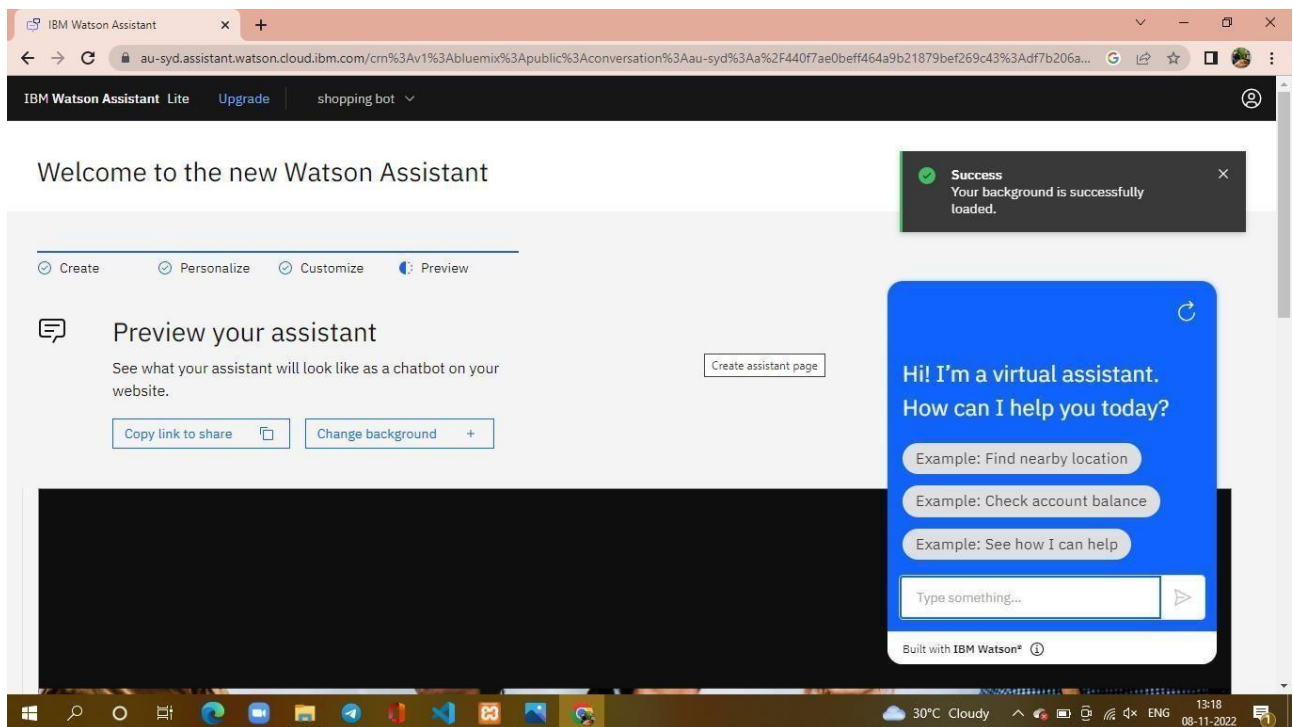 IBM Watson Assistant
au-syd.assistant.watson.cloud.ibm.com/crn%3Av1%3Abluemix%3Apublic%3Aconversation%3Aau-syd%3Aa%2F440f7ae0beff464a9b21879bef269c43%3Adf7b206a...
IBM Watson Assistant Lite Upgrade shopping bot
Welcome to the new Watson Assistant
Success
Your background is successfully
loaded.
Create Personalize Customize Preview
Preview your assistant
See what your assistant will look like as a chatbot on your
website.
Copy link to share Change background +
Create assistant page
Hi! I'm a virtual assistant.
How can I help you today?
Example: Find nearby location
Example: Check account balance
Example: See how I can help
Type something...
Built with IBM Watson® 
30°C Cloudy ENG 13:18
08-11-2022 1